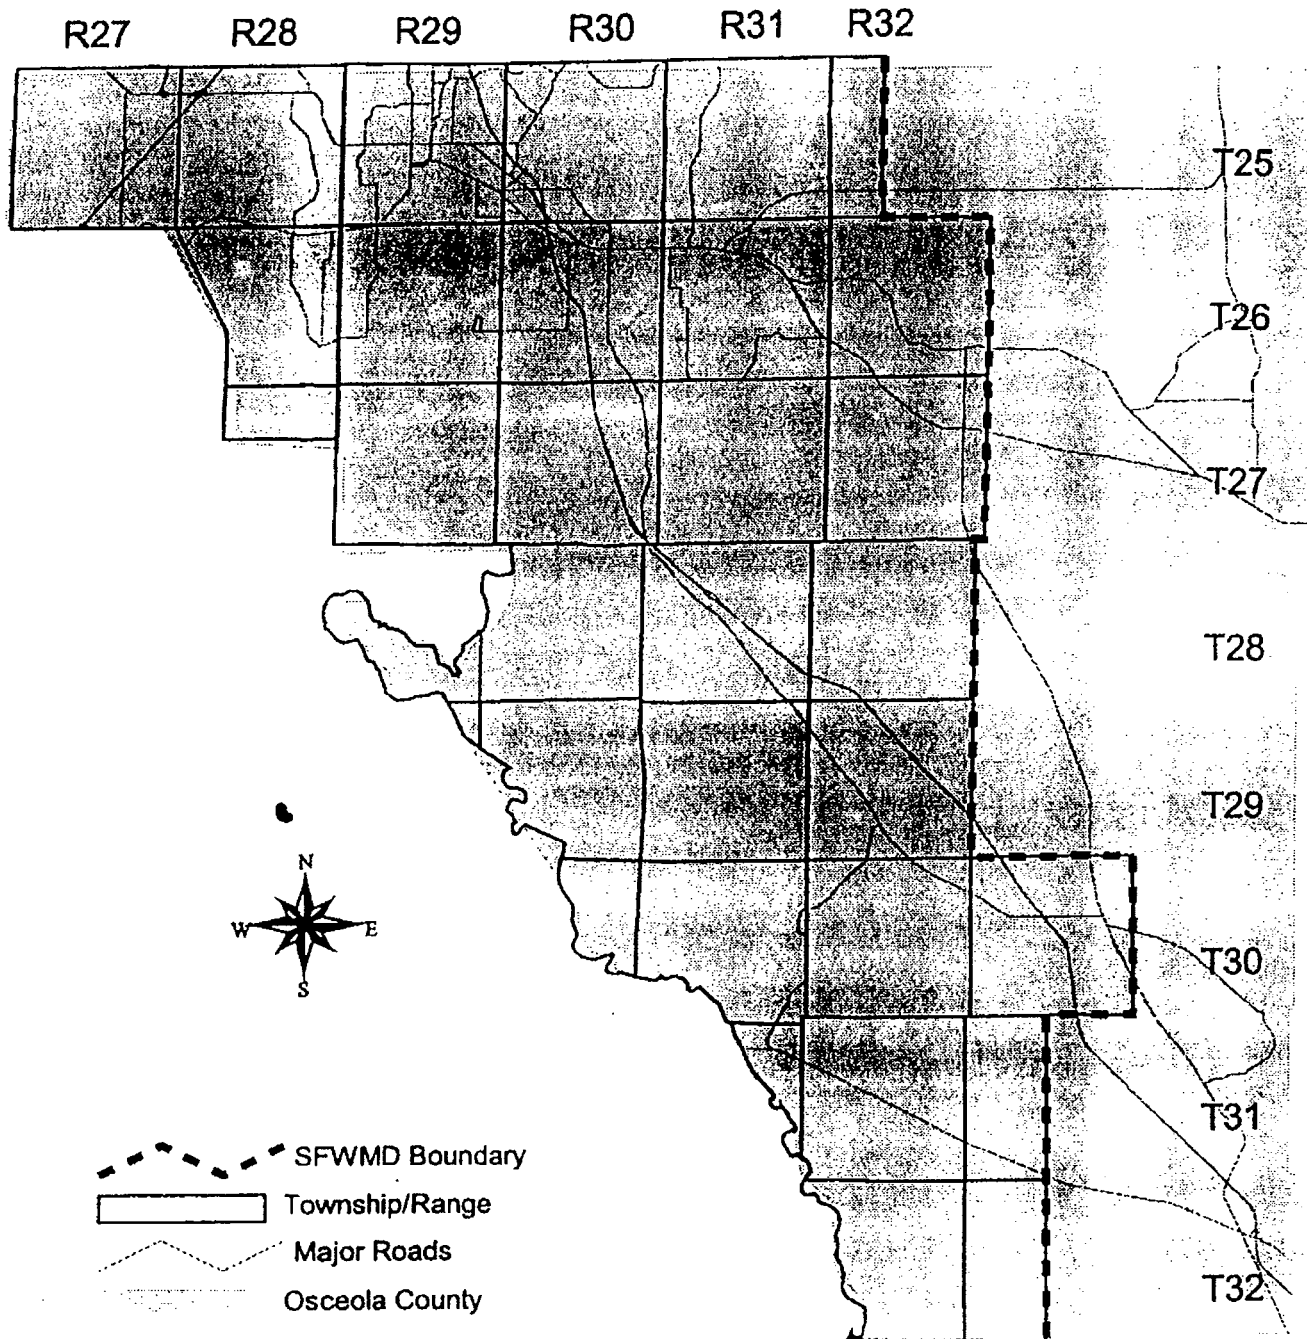 R27 R28 R29 R30 R31 R32
T25
T26
T27
T28
T29
N
W E
S
T30
T31
T32
SFWMD Boundary
Township/Range
Major Roads
Osceola County